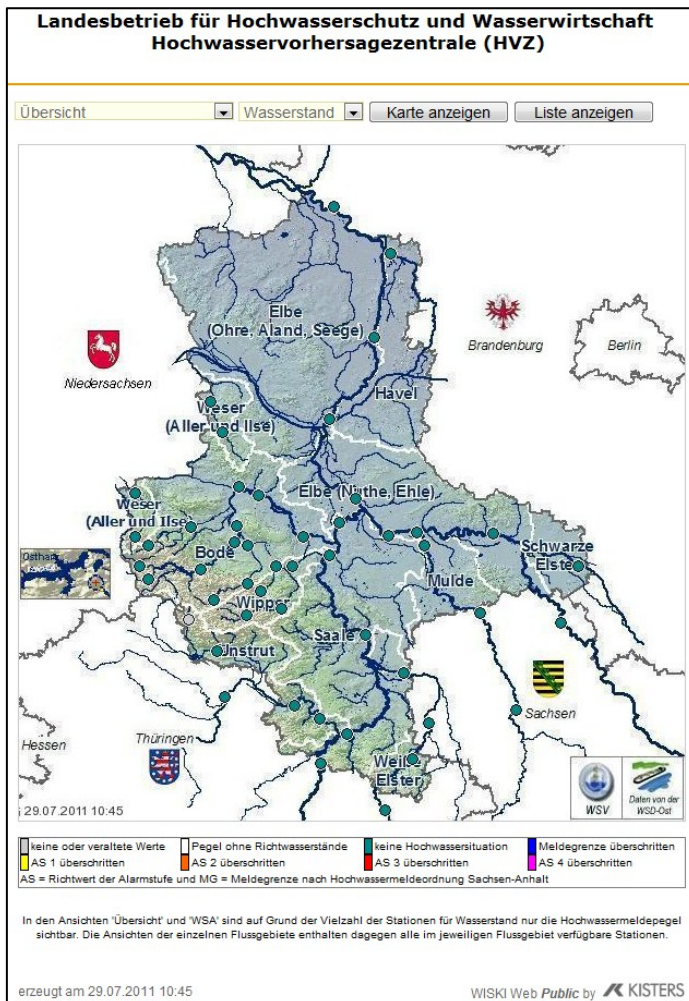 Landesbetrieb für Hochwasserschutz und Wasserwirtschaft
Hochwasservorhersagezentrale (HVZ)
Übersicht Wasserstand Karte anzeigen Liste anzeigen
Elbe
(Ohre, Aland, Seege)
Brandenburg
Berlin
Niedersachsen
Havel
Weser
(Aller und Ilse)
Elbe (Nuthe, Ehle)
Weser
(Aller und Ilse
Ostharz
Bode
Schwarze
Elster
Mulde
Wipper
Saale
Unstrut
Sachsen
Thüringen
Hessen
Weiße
Elster
WSV
Daten von der
WSD-Ost
29.07.2011 10:45
keine oder veraltete Werte Pegel ohne Richtwasserstände keine Hochwassersituation Meldegrenze überschritten
AS 1 überschritten AS 2 überschritten AS 3 überschritten AS 4 überschritten
AS = Richtwert der Alarmstufe und MG = Meldegrenze nach Hochwassermeldeordnung Sachsen-Anhalt
In den Ansichten 'Übersicht' und 'WSA' sind auf Grund der Vielzahl der Stationen für Wasserstand nur die Hochwassermeldepegel
sichtbar. Die Ansichten der einzelnen Flussgebiete enthalten dagegen alle im jeweiligen Flussgebiet verfügbare Stationen.
erzeugt am 29.07.2011 10:45
WISKI Web Public by KISTERS